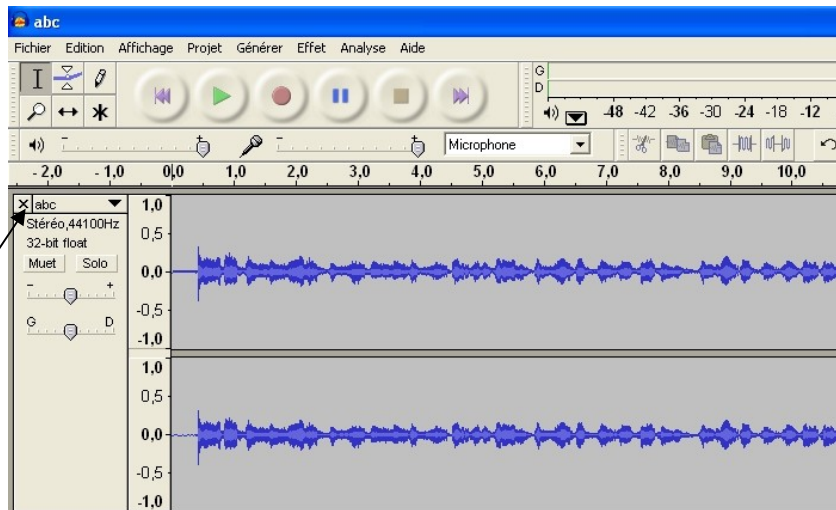 abc
Fichier Edition Affichage Projet Générer Effet Analyse Aide
G
D
-48 -42 -36 -30 -24 -18 -12
Microphone
- 2,0 - 1,0 0,0 1,0 2,0 3,0 4,0 5,0 6,0 7,0 8,0 9,0 10,0
abc
Stéréo,44100Hz
32-bit float
Muet Solo
- +
G D
1,0
0,5
0,0
-0,5
-1,0
1,0
0,5
0,0
-0,5
-1,0